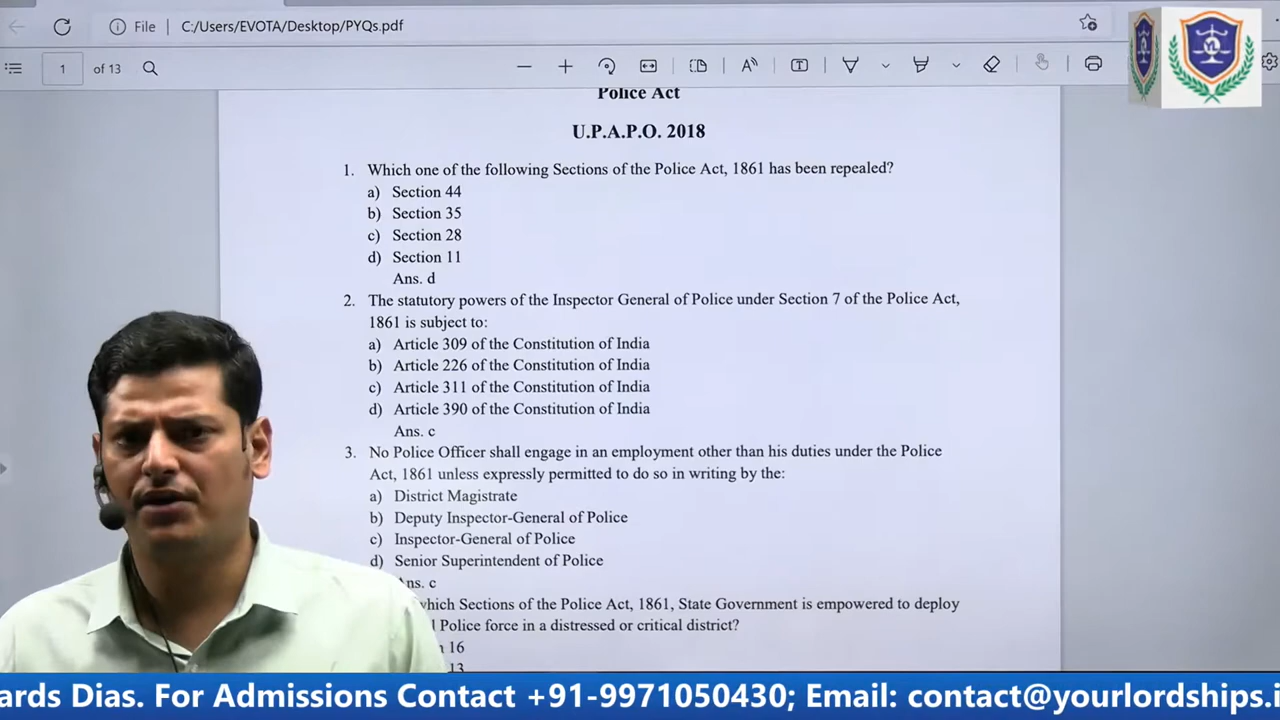 File
C:/Users/EVOTA/Desktop/PYQs.pdf
1 of 13
Police Act
U.P.A.P.O. 2018
1. Which one of the following Sections of the Police Act, 1861 has been repealed?
a) Section 44
b) Section 35
c) Section 28
d) Section 11
Ans. d
2. The statutory powers of the Inspector General of Police under Section 7 of the Police Act,
1861 is subject to:
a) Article 309 of the Constitution of India
b) Article 226 of the Constitution of India
c) Article 311 of the Constitution of India
d) Article 390 of the Constitution of India
Ans. c
3. No Police Officer shall engage in an employment other than his duties under the Police
Act, 1861 unless expressly permitted to do so in writing by the:
a) District Magistrate
b) Deputy Inspector-General of Police
c) Inspector-General of Police
d) Senior Superintendent of Police
Ans. c
which Sections of the Police Act, 1861, State Government is empowered to deploy
Police force in a distressed or critical district?
16
13
ards Dias. For Admissions Contact +91-9971050430; Email: contact@yourlordships.i